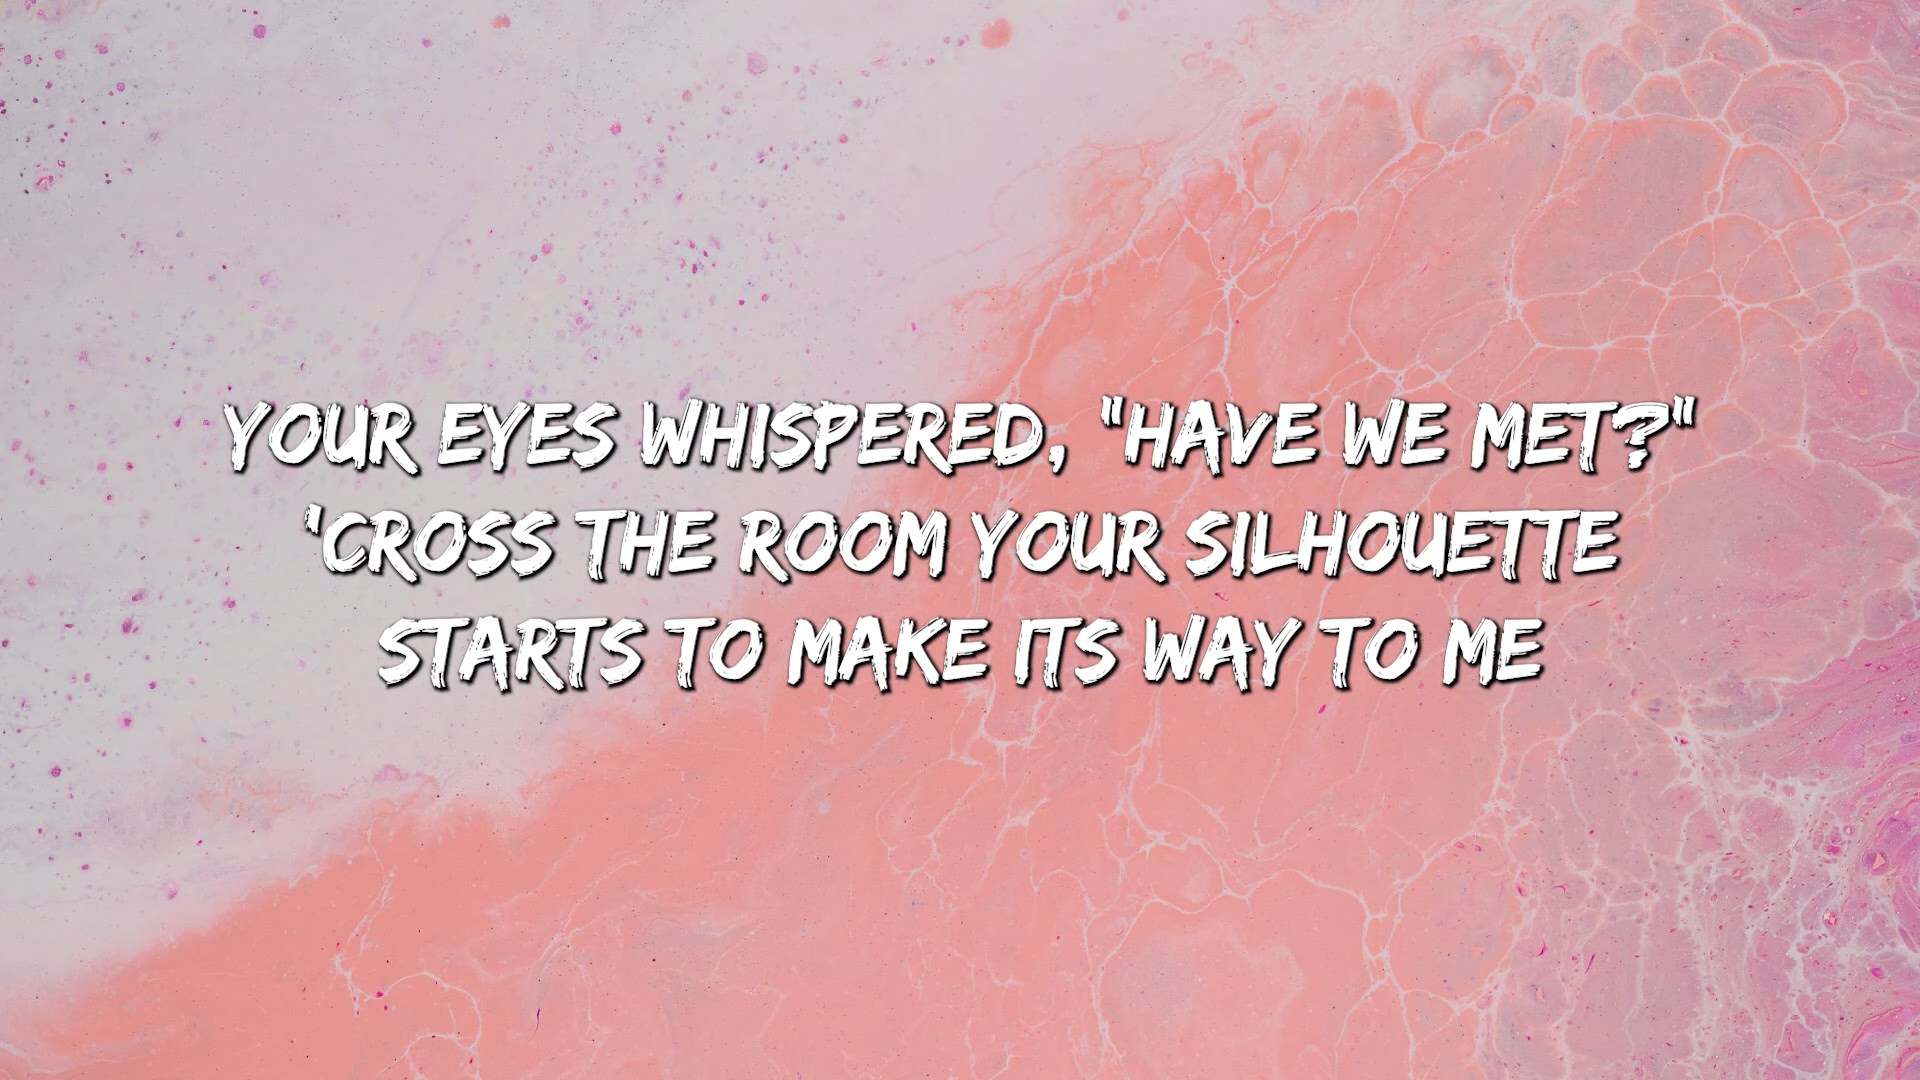 YOUR EYES WHISPERED, "HAVE WE MET?"
'CROSS THE ROOM YOUR SILHOUETTE
STARTS TO MAKE ITS WAY TO ME